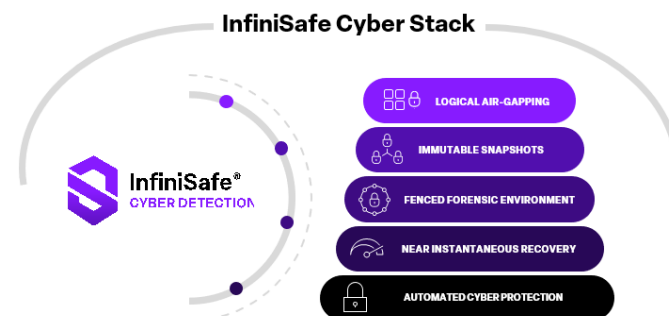 InfiniSafe Cyber Stack
LOGICAL AIR-GAPPING
IMMUTABLE SNAPSHOTS
InfiniSafe®
CYBER DETECTION
FENCED FORENSIC ENVIRONMENT
NEAR INSTANTANEOUS RECOVERY
AUTOMATED CYBER PROTECTION